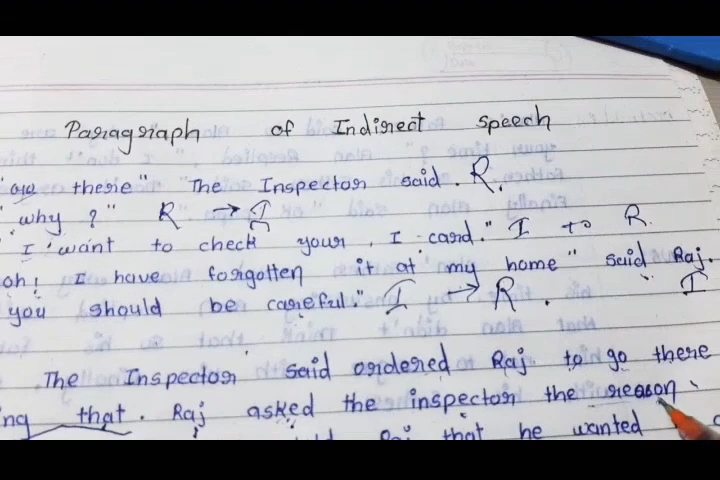 Paragraph of Indirect speech
"Go there" The Inspector said. R.
"why?" R → I
"I want to check your I card." I to R.
oh! I have forgotten it at my home" said Raj.
you should be careful." I → R. I
The Inspector said ordered Raj to go there
ing that. Raj asked the inspector the reason
Raj that he wanted